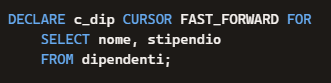 DECLARE c_dip CURSOR FAST_FORWARD FOR
SELECT nome, stipendio
FROM dipendenti;